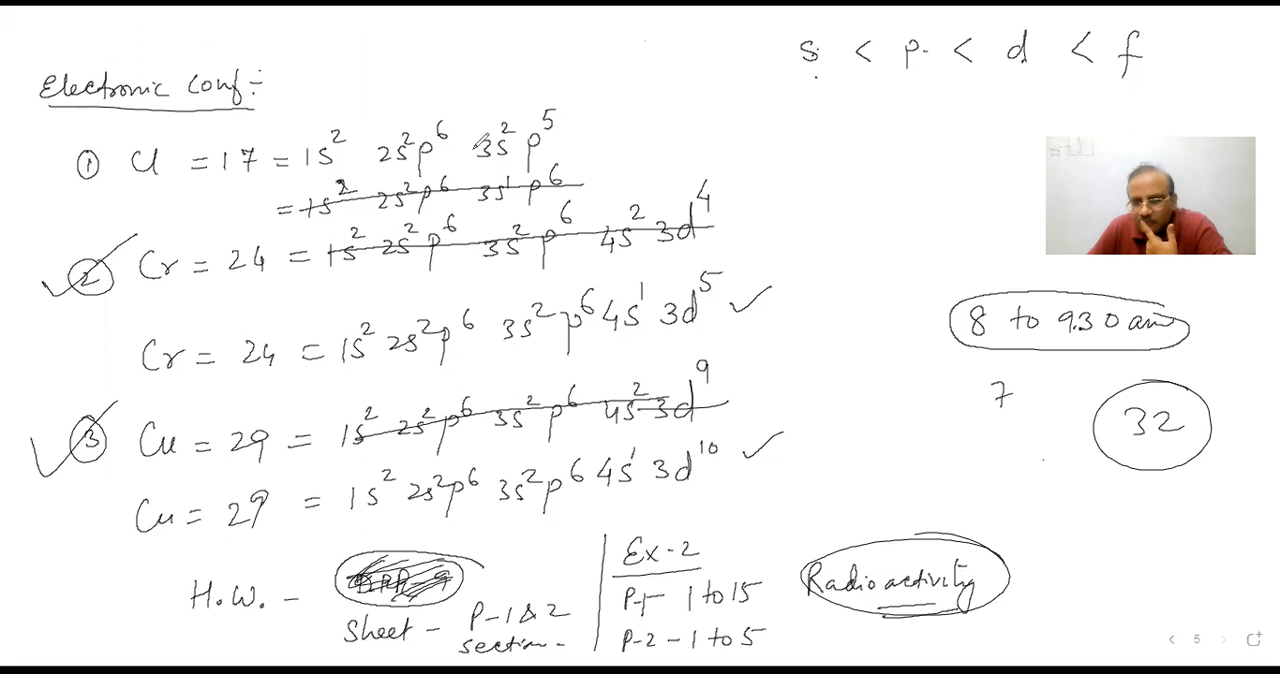 s < p < d < f
Electronic Conf:-
① Cl = 17 = 1s² 2s²p⁶ 3s²p⁵
= 1s² 2s²p⁶ 3s¹p⁶
② Cr = 24 = 1s² 2s²p⁶ 3s²p⁶ 4s² 3d⁴
Cr = 24 = 1s² 2s²p⁶ 3s²p⁶ 4s¹ 3d⁵ ✓
8 to 9.30 am
7
32
③ Cu = 29 = 1s² 2s²p⁶ 3s²p⁶ 4s² 3d⁹
Cu = 29 = 1s² 2s²p⁶ 3s²p⁶ 4s¹ 3d¹⁰ ✓
H.W. -
Sheet - P-1 & 2
section -
Ex-2
P-1- 1 to 15
P-2 - 1 to 5
Radioactivity
< 5 >